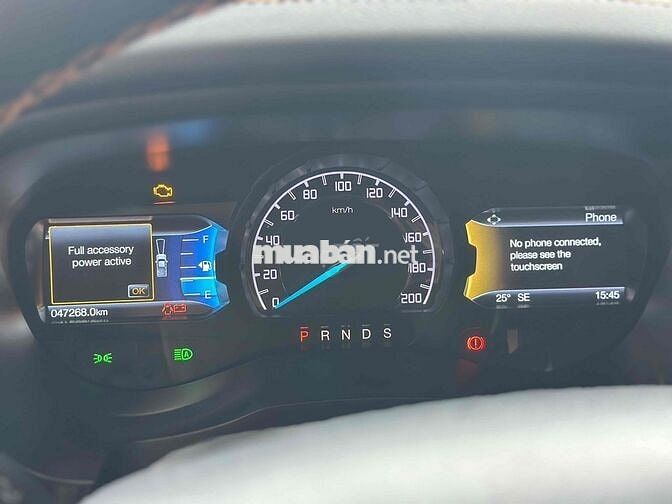 80 100 120
60 140
40 160
20 180
0 200
km/h
Full accessory
power active
OK
F
E
047268.0km
muaban.net
Phone
No phone connected,
please see the
touchscreen
25° SE 15:45
P R N D S
A